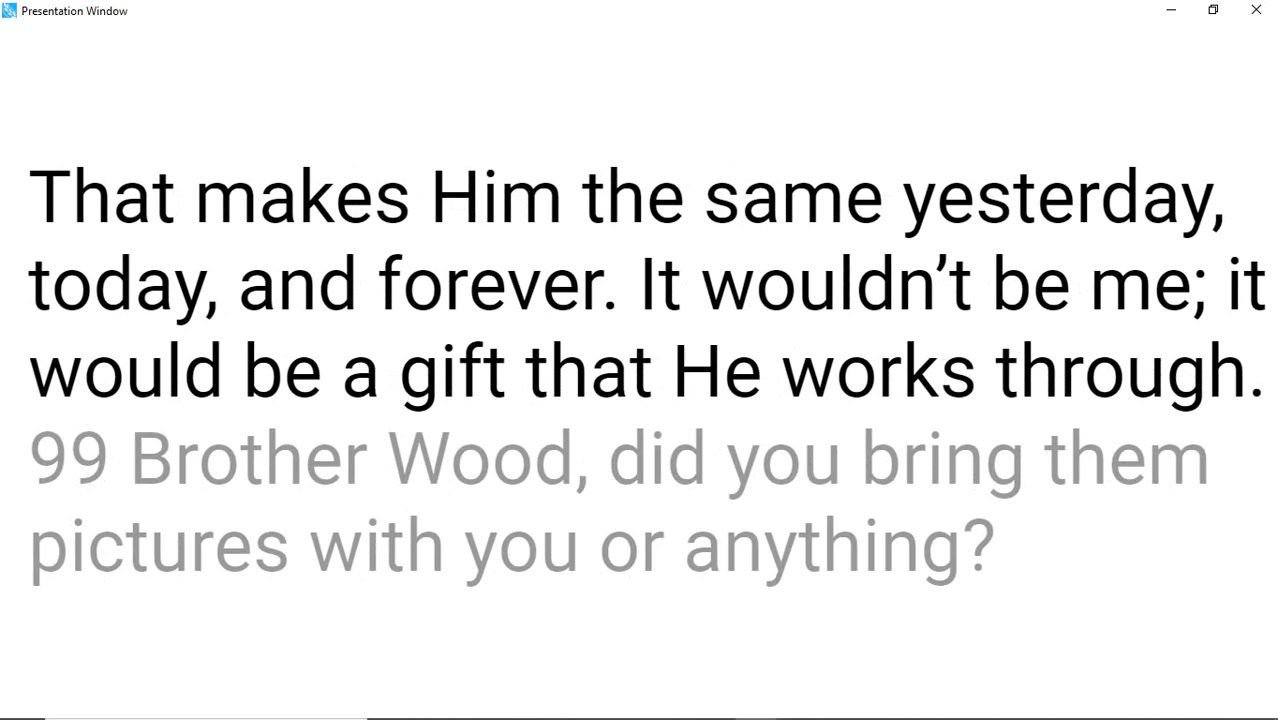 Presentation Window
That makes Him the same yesterday,
today, and forever. It wouldn’t be me; it
would be a gift that He works through.
99 Brother Wood, did you bring them
pictures with you or anything?